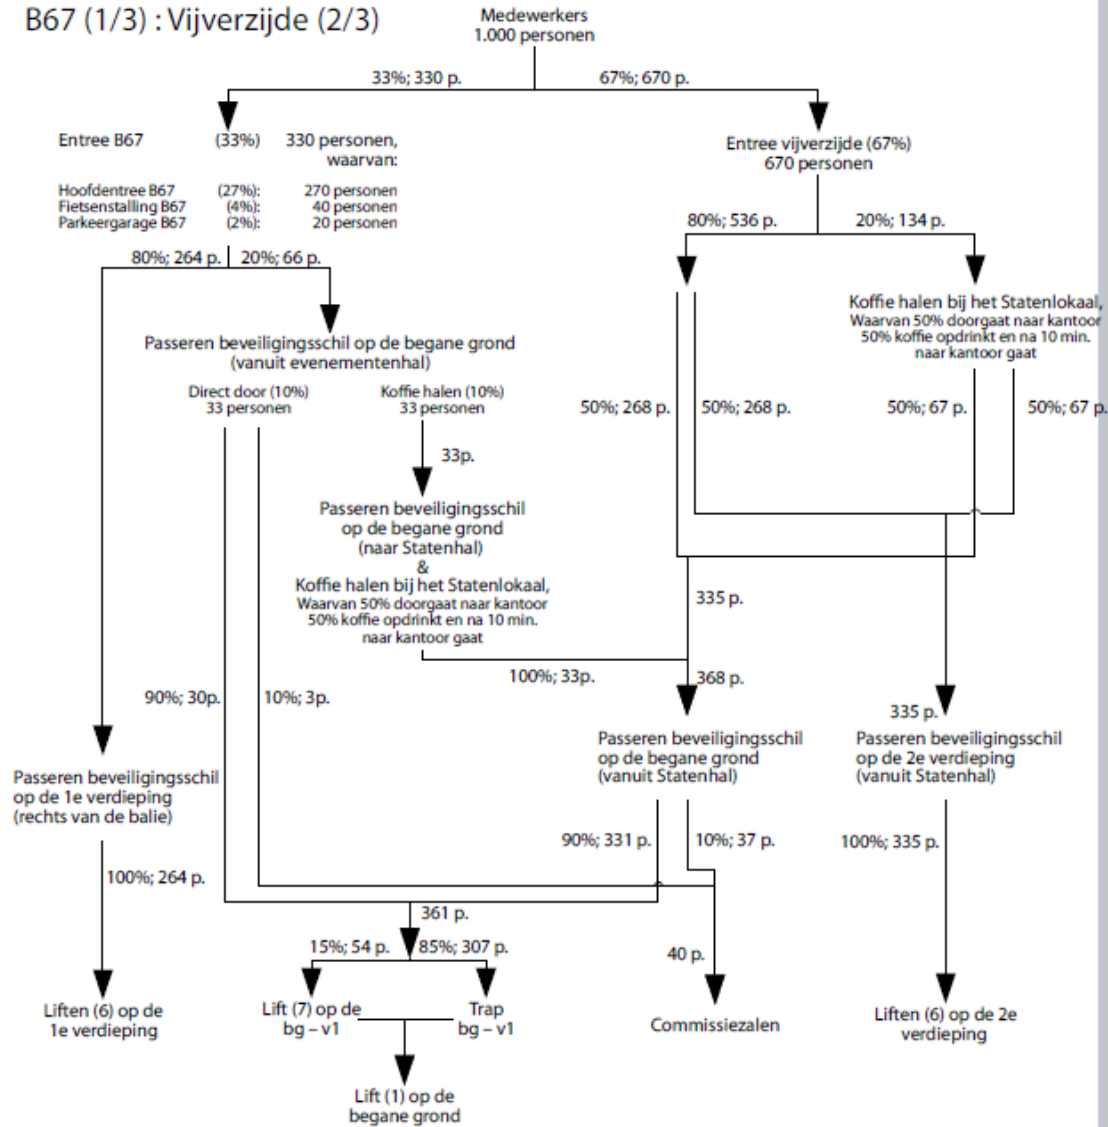 B67 (1/3) : Vijverzijde (2/3)
Medewerkers
1.000 personen
33%; 330 p.
67%; 670 p.
Entree B67 (33%) 330 personen,
waarvan:
Hoofdentree B67 (27%): 270 personen
Fietsenstalling B67 (4%): 40 personen
Parkeergarage B67 (2%): 20 personen
Entree vijverzijde (67%)
670 personen
80%; 536 p.
20%; 134 p.
80%; 264 p.
20%; 66 p.
Koffie halen bij het Statenlokaal,
Waarvan 50% doorgaat naar kantoor
50% koffie opdrinkt en na 10 min.
naar kantoor gaat
Passeren beveiligingsschil op de begane grond
(vanuit evenementenhal)
Direct door (10%)
33 personen
Koffie halen (10%)
33 personen
50%; 268 p.
50%; 268 p.
50%; 67 p.
50%; 67 p.
33p.
Passeren beveiligingsschil
op de begane grond
(naar Statenhal)
&
Koffie halen bij het Statenlokaal,
Waarvan 50% doorgaat naar kantoor
50% koffie opdrinkt en na 10 min.
naar kantoor gaat
335 p.
100%; 33p.
368 p.
90%; 30p.
10%; 3p.
335 p.
Passeren beveiligingsschil
op de begane grond
(vanuit Statenhal)
Passeren beveiligingsschil
op de 2e verdieping
(vanuit Statenhal)
Passeren beveiligingsschil
op de 1e verdieping
(rechts van de balie)
90%; 331 p.
10%; 37 p.
100%; 335 p.
100%; 264 p.
361 p.
15%; 54 p.
85%; 307 p.
40 p.
Liften (6) op de
1e verdieping
Lift (7) op de
bg – v1
Trap
bg – v1
Commissiezalen
Liften (6) op de 2e
verdieping
Lift (1) op de
begane grond